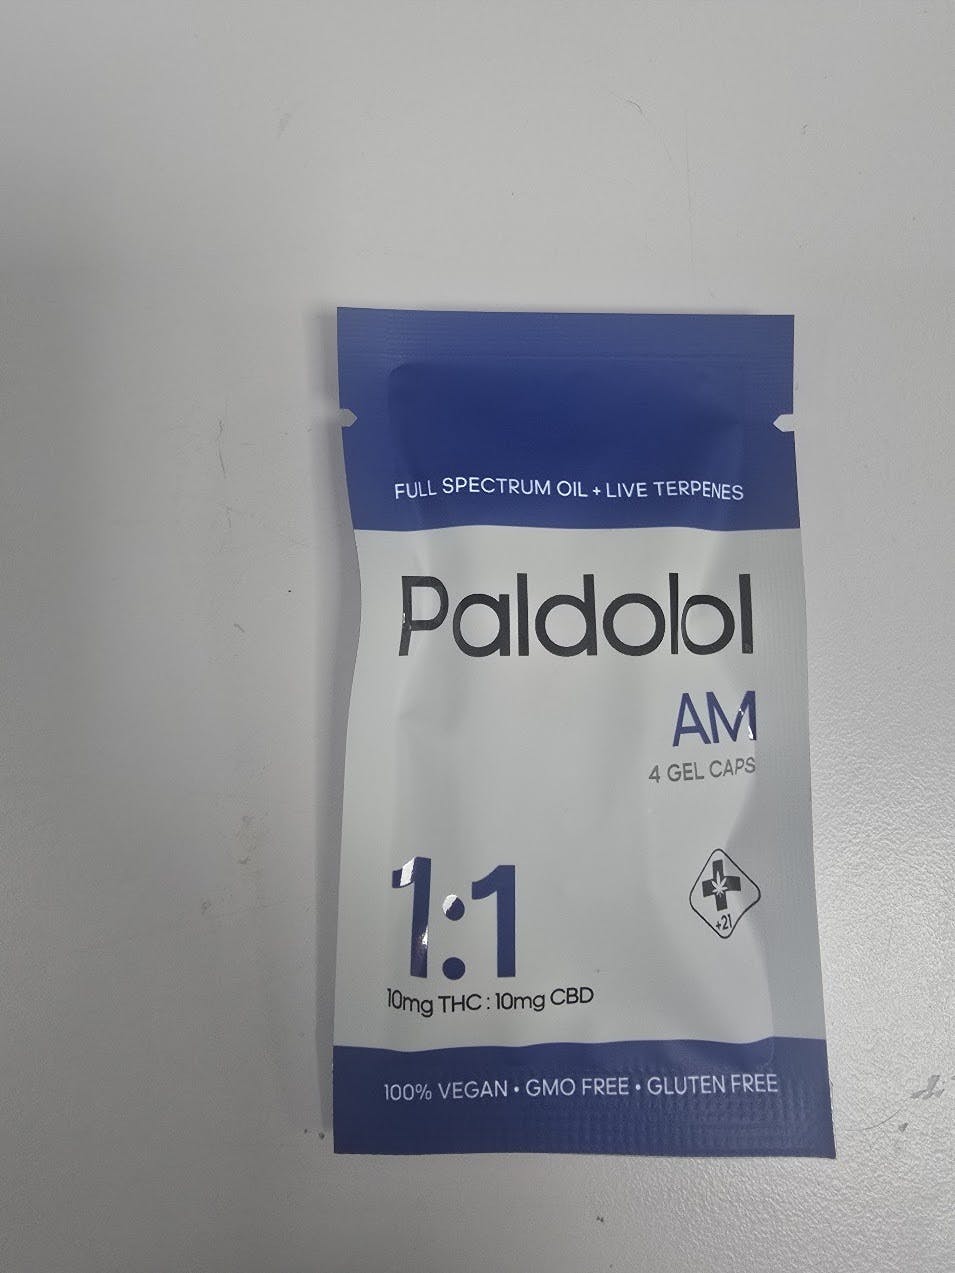 FULL SPECTRUM OIL + LIVE TERPENES
Paldolol
AM
4 GEL CAPS
+21
1:1
10mg THC : 10mg CBD
100% VEGAN • GMO FREE • GLUTEN FREE